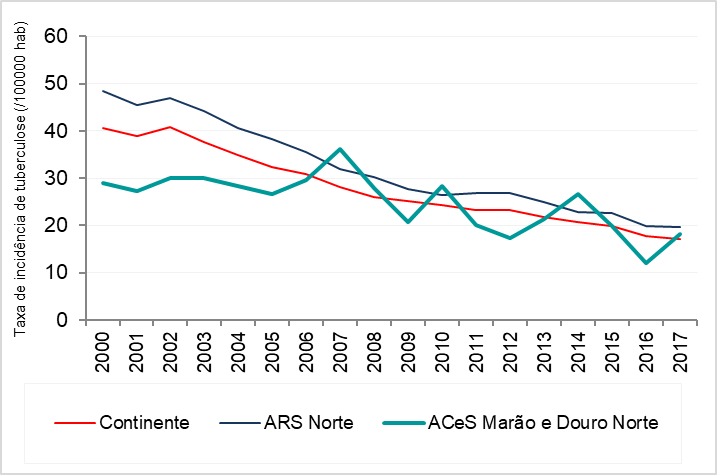 Taxa de incidência de tuberculose (/100000 hab)
60
50
40
30
20
10
0
2000 2001 2002 2003 2004 2005 2006 2007 2008 2009 2010 2011 2012 2013 2014 2015 2016 2017
Continente ARS Norte ACeS Marão e Douro Norte